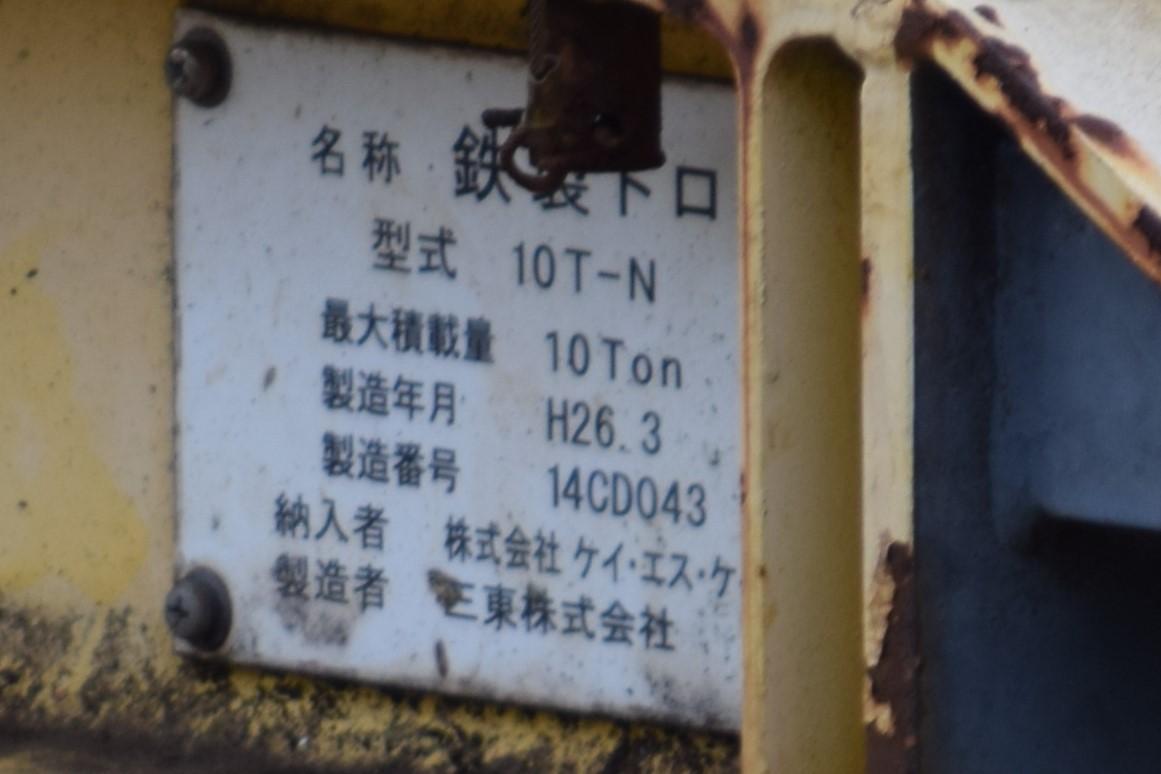 名称 鉄製トロ
型式 10T-N
最大積載量 10Ton
製造年月 H26.3
製造番号 14CD043
納入者 株式会社 ケイ・エス・ケ
製造者 三東株式会社